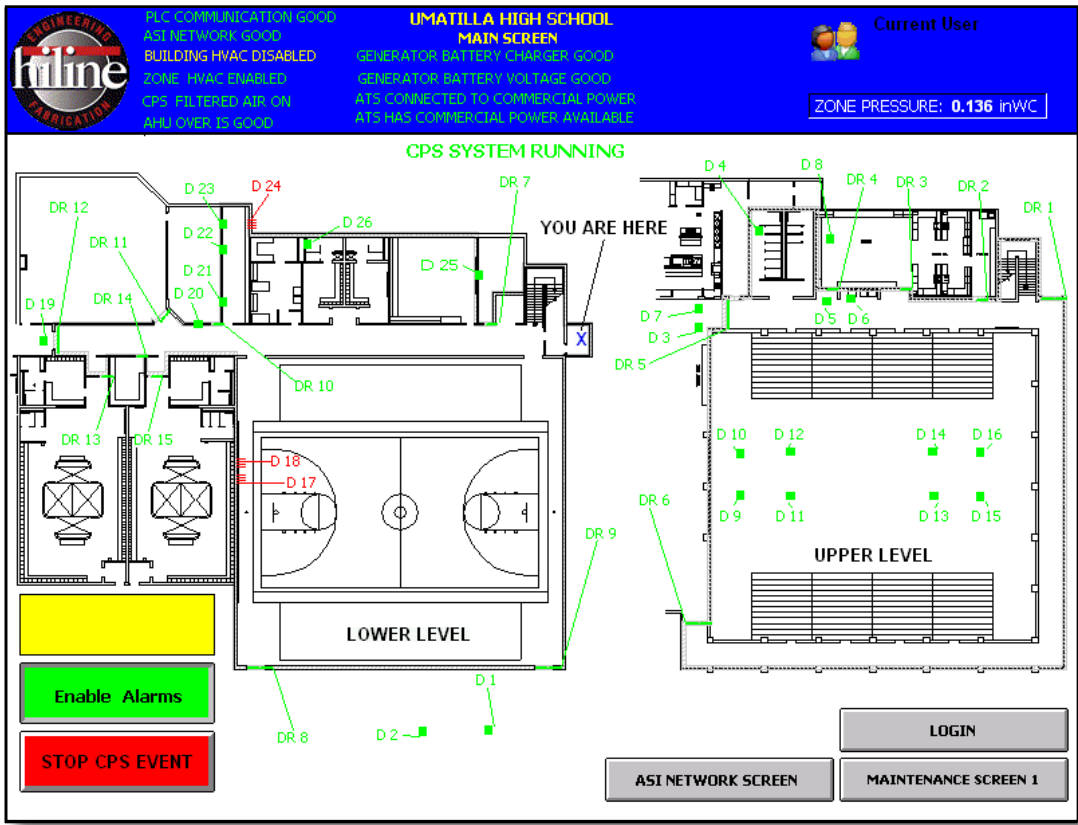 ENGINEERING
hiline
FABRICATION
PLC COMMUNICATION GOOD
ASI NETWORK GOOD
BUILDING HVAC DISABLED
ZONE HVAC ENABLED
CPS FILTERED AIR ON
AHU OVER IS GOOD
UMATILLA HIGH SCHOOL
MAIN SCREEN
GENERATOR BATTERY CHARGER GOOD
GENERATOR BATTERY VOLTAGE GOOD
ATS CONNECTED TO COMMERCIAL POWER
ATS HAS COMMERCIAL POWER AVAILABLE
Current User
ZONE PRESSURE: 0.136 inWC
CPS SYSTEM RUNNING
DR 12
DR 11
D 23
D 24
D 22
D 26
DR 7
YOU ARE HERE
D 21
D 25
D 19
DR 14
D 20
X
DR 10
DR 13
DR 15
D 18
D 17
DR 9
LOWER LEVEL
DR 8
D 2
D 1
D 4
D 8
DR 4
DR 3
DR 2
DR 1
D 7
D 3
D 5
D 6
DR 5
D 10
D 12
D 14
D 16
DR 6
D 9
D 11
D 13
D 15
UPPER LEVEL
Enable Alarms
STOP CPS EVENT
LOGIN
ASI NETWORK SCREEN
MAINTENANCE SCREEN 1